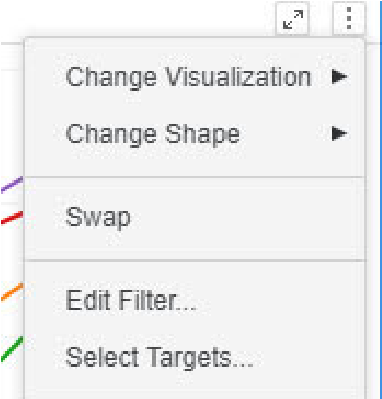 Change Visualization
Change Shape
Swap
Edit Filter...
Select Targets...